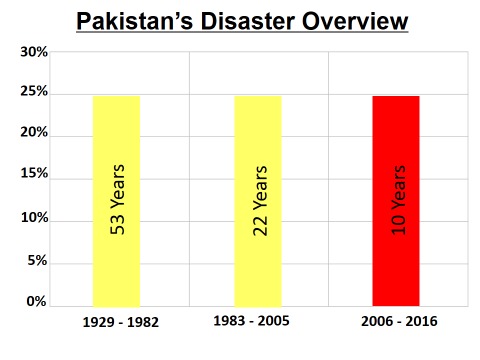 Pakistan's Disaster Overview
30%
25%
20%
15%
10%
5%
0%
53 Years
22 Years
10 Years
1929 - 1982
1983 - 2005
2006 - 2016